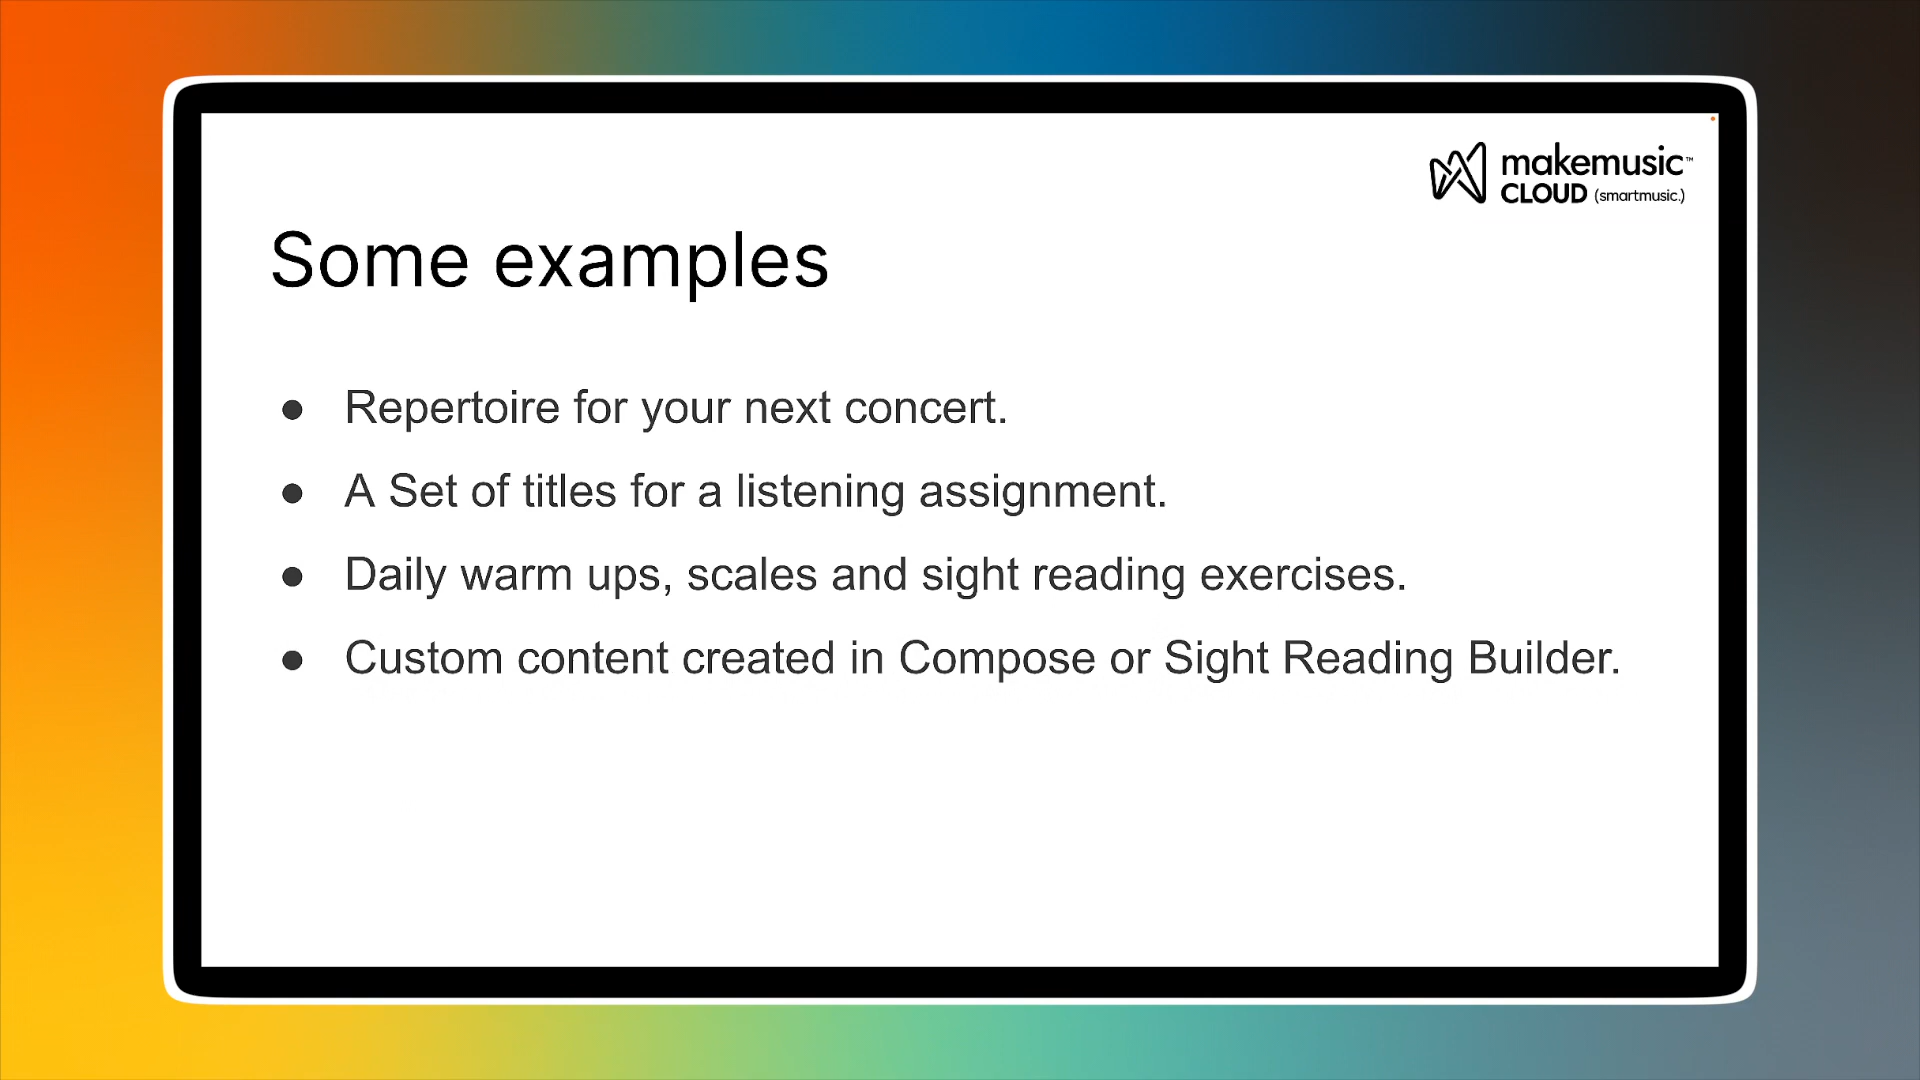 makemusic™
CLOUD (smartmusic.)
Some examples
● Repertoire for your next concert.
● A Set of titles for a listening assignment.
● Daily warm ups, scales and sight reading exercises.
● Custom content created in Compose or Sight Reading Builder.